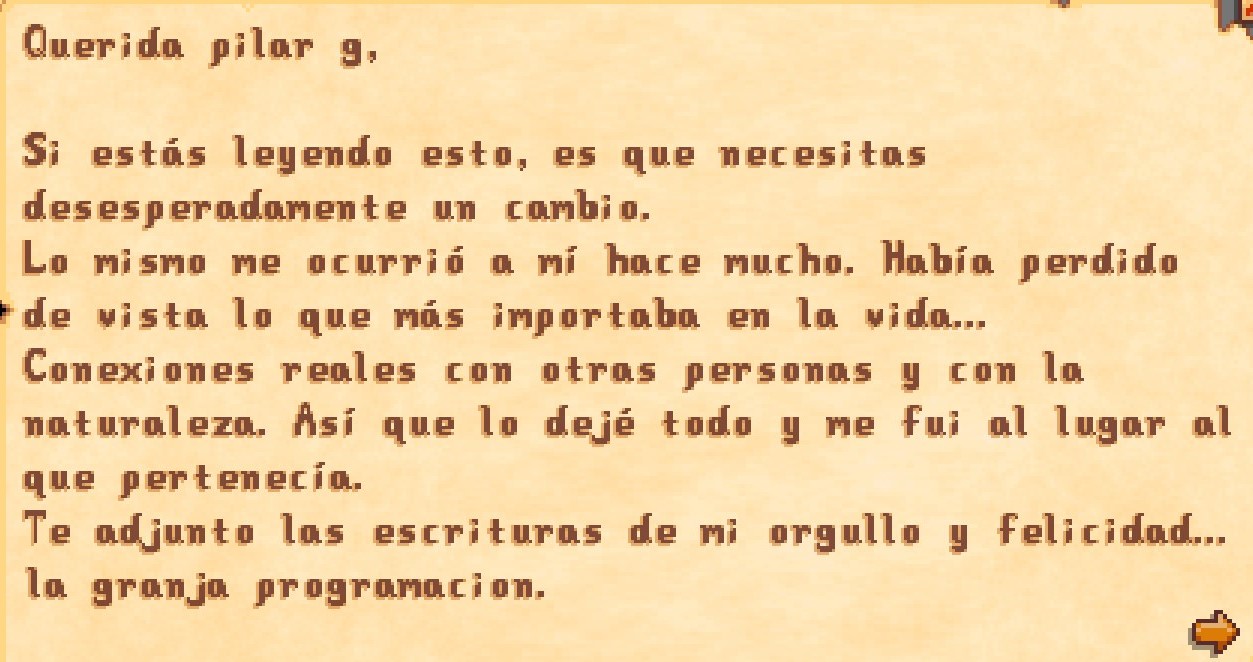 Querida pilar g,
Si estás leyendo esto, es que necesitas
desesperadamente un cambio.
Lo mismo me ocurrió a mí hace mucho. Había perdido
de vista lo que más importaba en la vida...
Conexiones reales con otras personas y con la
naturaleza. Así que lo dejé todo y me fui al lugar al
que pertenecía.
Te adjunto las escrituras de mi orgullo y felicidad...
la granja programacion.